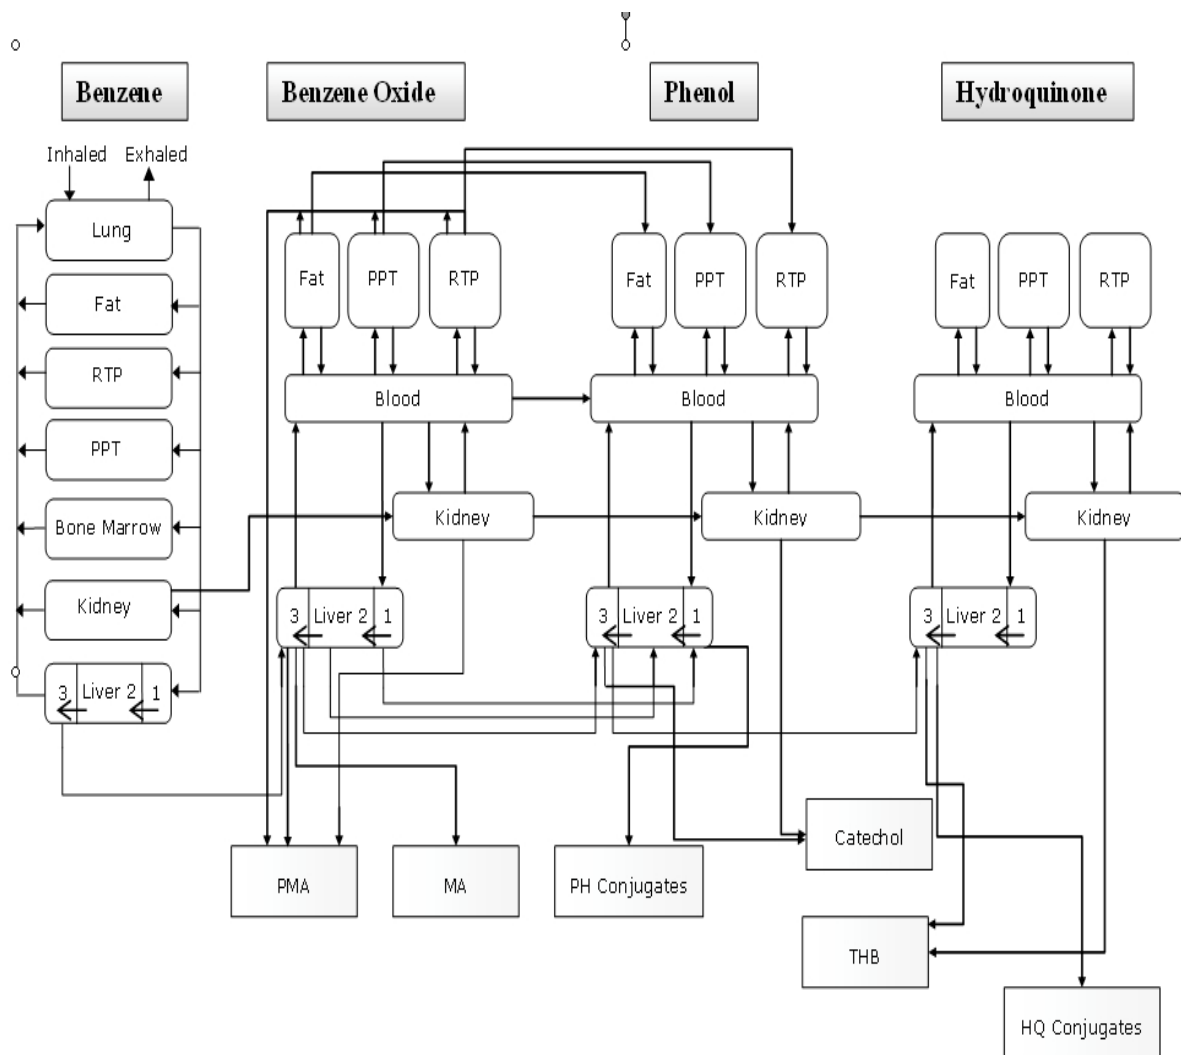 Benzene
Benzene Oxide
Phenol
Hydroquinone
Inhaled Exhaled
Lung
Fat
RTP
PPT
Bone Marrow
Kidney
3 Liver 2 1
Fat PPT RTP
Blood
Kidney
3 Liver 2 1
PMA
MA
Fat PPT RTP
Blood
Kidney
3 Liver 2 1
PH Conjugates
Catechol
Fat PPT RTP
Blood
Kidney
3 Liver 2 1
THB
HQ Conjugates